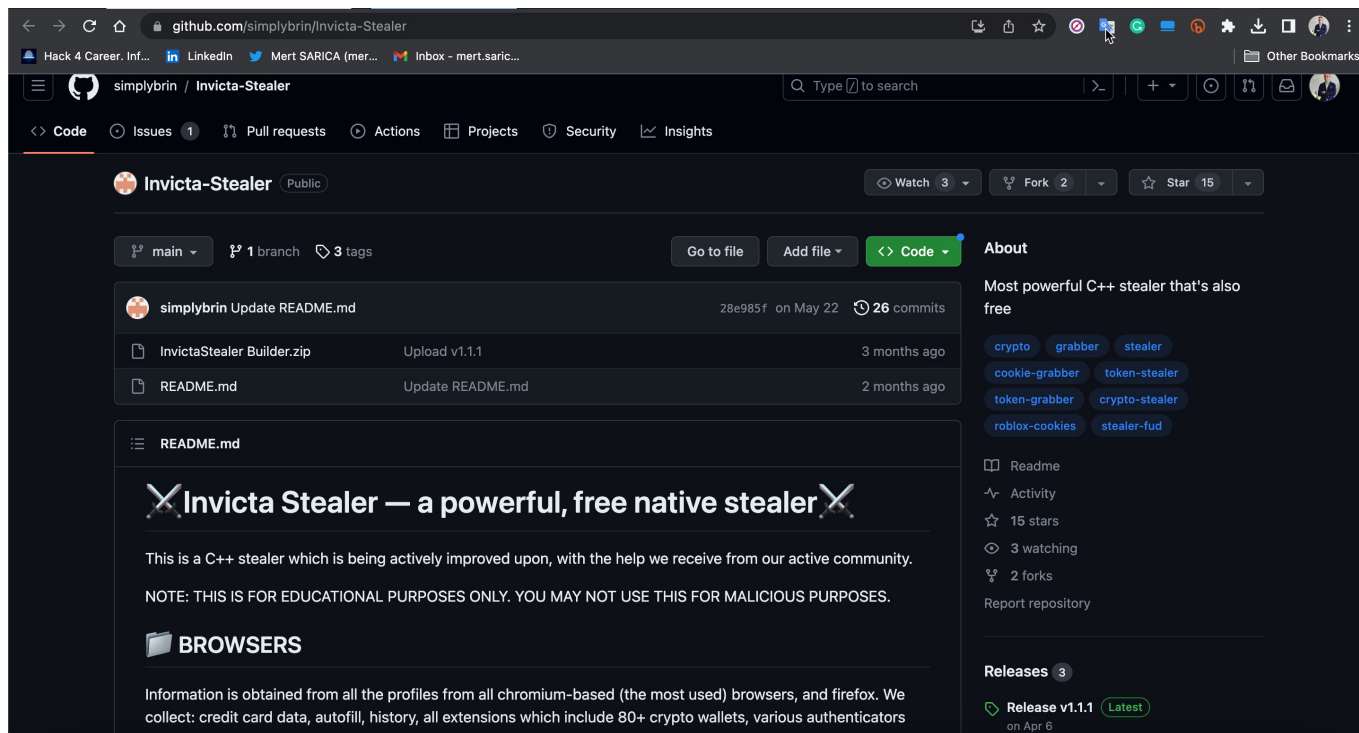 github.com/simplybrin/Invicta-Stealer
Hack 4 Career. Inf... LinkedIn Mert SARICA (mer... Inbox - mert.saric... Other Bookmarks
simplybrin / Invicta-Stealer Type / to search
Code Issues 1 Pull requests Actions Projects Security Insights
Invicta-Stealer Public Watch 3 Fork 2 Star 15
main 1 branch 3 tags Go to file Add file <> Code
simplybrin Update README.md 28e985f on May 22 26 commits
InvictaStealer Builder.zip Upload v1.1.1 3 months ago
README.md Update README.md 2 months ago
README.md
⚔Invicta Stealer — a powerful, free native stealer⚔
This is a C++ stealer which is being actively improved upon, with the help we receive from our active community.
NOTE: THIS IS FOR EDUCATIONAL PURPOSES ONLY. YOU MAY NOT USE THIS FOR MALICIOUS PURPOSES.
BROWSERS
Information is obtained from all the profiles from all chromium-based (the most used) browsers, and firefox. We
collect: credit card data, autofill, history, all extensions which include 80+ crypto wallets, various authenticators
About
Most powerful C++ stealer that's also
free
crypto grabber stealer
cookie-grabber token-stealer
token-grabber crypto-stealer
roblox-cookies stealer-fud
Readme
Activity
15 stars
3 watching
2 forks
Report repository
Releases 3
Release v1.1.1 Latest
on Apr 6